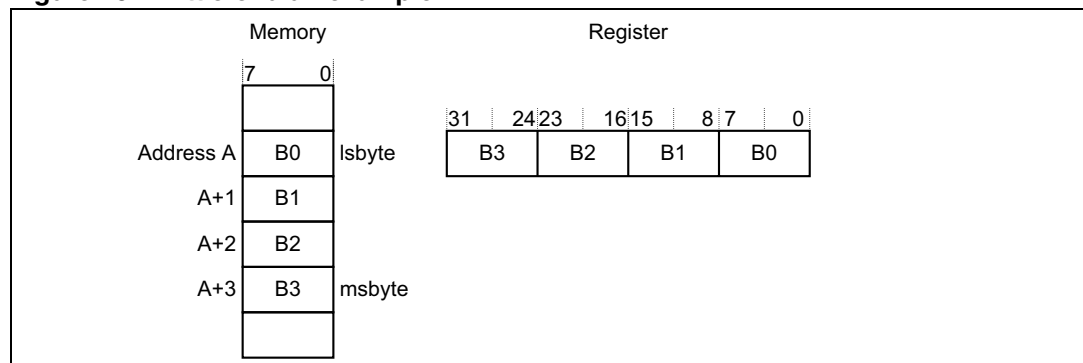 Memory Register
7 0
31 24 23 16 15 8 7 0
Address A B0 lsbyte B3 B2 B1 B0
A+1 B1
A+2 B2
A+3 B3 msbyte